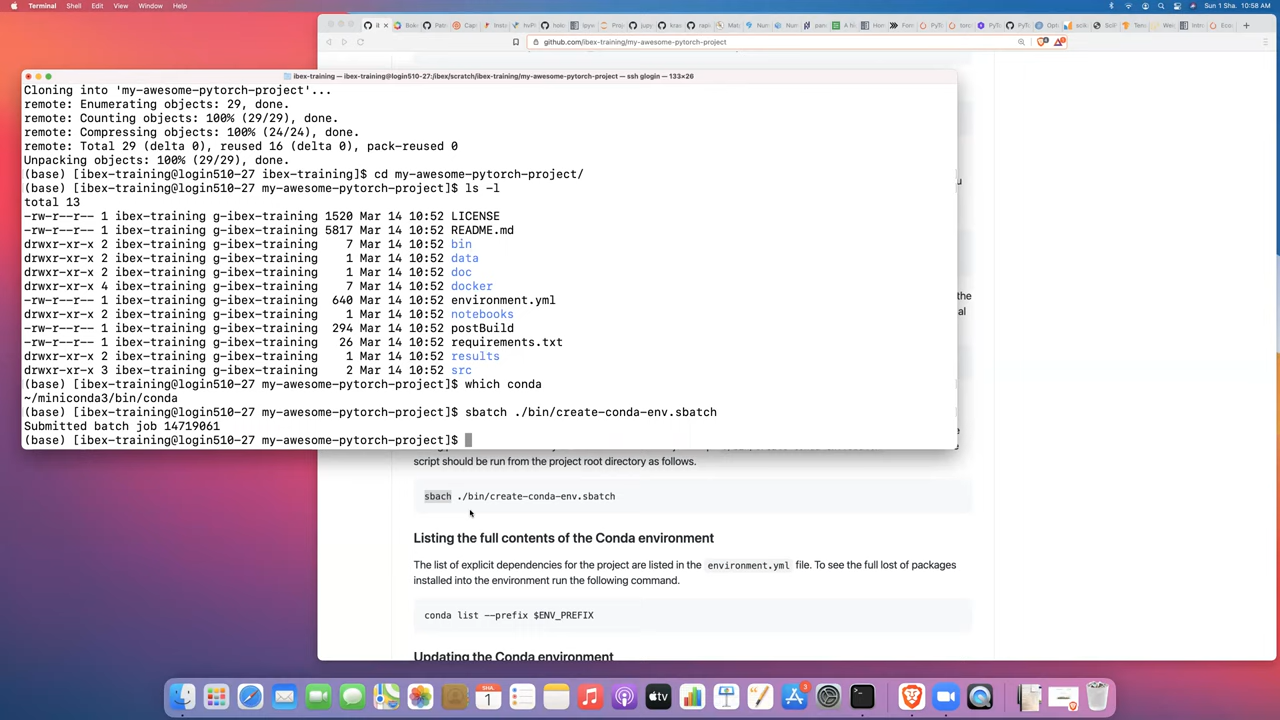 Finder File Edit View Window Help
Sun 1 Sha. 10:58 AM
github.com/ibex-training/my-awesome-pytorch-project
ibex-training — ibex-training@login510-27:/ibex/scratch/ibex-training/my-awesome-pytorch-project — ssh glogin — 133×26
Cloning into 'my-awesome-pytorch-project'...
remote: Enumerating objects: 29, done.
remote: Counting objects: 100% (29/29), done.
remote: Compressing objects: 100% (24/24), done.
remote: Total 29 (delta 0), reused 16 (delta 0), pack-reused 0
Unpacking objects: 100% (29/29), done.
(base) [ibex-training@login510-27 ibex-training]$ cd my-awesome-pytorch-project/
(base) [ibex-training@login510-27 my-awesome-pytorch-project]$ ls -l
total 13
-rw-r--r-- 1 ibex-training g-ibex-training 1520 Mar 14 10:52 LICENSE
-rw-r--r-- 1 ibex-training g-ibex-training 5817 Mar 14 10:52 README.md
drwxr-xr-x 2 ibex-training g-ibex-training 7 Mar 14 10:52 bin
drwxr-xr-x 2 ibex-training g-ibex-training 1 Mar 14 10:52 data
drwxr-xr-x 2 ibex-training g-ibex-training 1 Mar 14 10:52 doc
drwxr-xr-x 4 ibex-training g-ibex-training 7 Mar 14 10:52 docker
-rw-r--r-- 1 ibex-training g-ibex-training 640 Mar 14 10:52 environment.yml
drwxr-xr-x 2 ibex-training g-ibex-training 1 Mar 14 10:52 notebooks
-rw-r--r-- 1 ibex-training g-ibex-training 294 Mar 14 10:52 postBuild
-rw-r--r-- 1 ibex-training g-ibex-training 26 Mar 14 10:52 requirements.txt
drwxr-xr-x 2 ibex-training g-ibex-training 1 Mar 14 10:52 results
drwxr-xr-x 3 ibex-training g-ibex-training 2 Mar 14 10:52 src
(base) [ibex-training@login510-27 my-awesome-pytorch-project]$ which conda
~/miniconda3/bin/conda
(base) [ibex-training@login510-27 my-awesome-pytorch-project]$ sbatch ./bin/create-conda-env.sbatch
Submitted batch job 14719061
(base) [ibex-training@login510-27 my-awesome-pytorch-project]$
script should be run from the project root directory as follows.
sbach ./bin/create-conda-env.sbatch
Listing the full contents of the Conda environment
The list of explicit dependencies for the project are listed in the environment.yml file. To see the full lost of packages
installed into the environment run the following command.
conda list --prefix $ENV_PREFIX
Updating the Conda environment